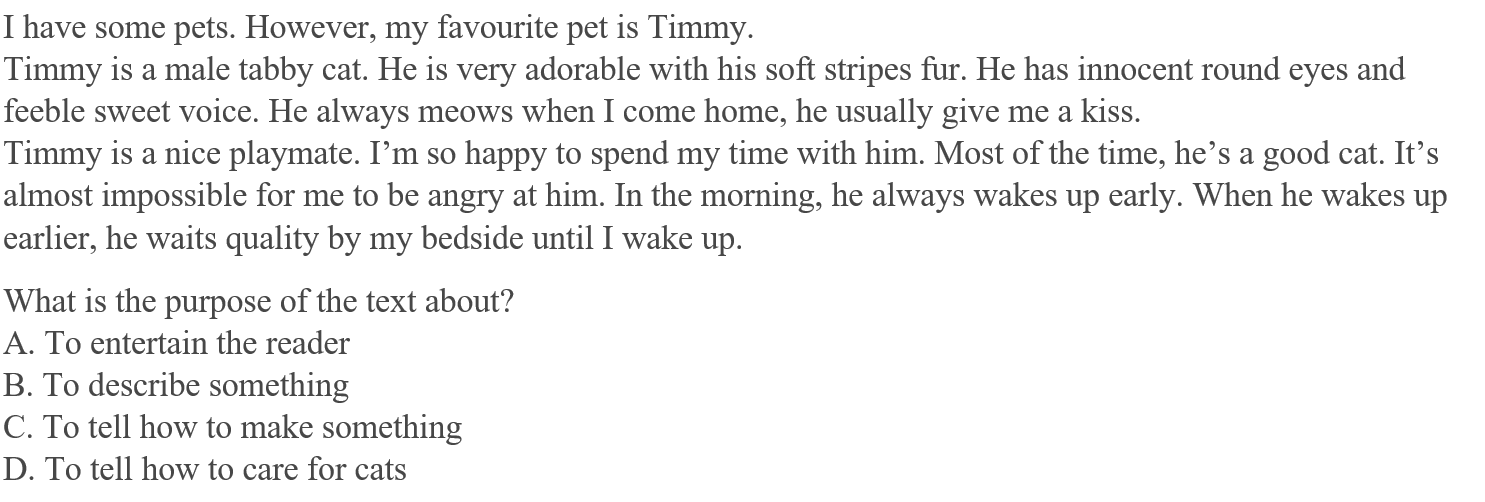 I have some pets. However, my favourite pet is Timmy.
Timmy is a male tabby cat. He is very adorable with his soft stripes fur. He has innocent round eyes and
feeble sweet voice. He always meows when I come home, he usually give me a kiss.
Timmy is a nice playmate. I’m so happy to spend my time with him. Most of the time, he’s a good cat. It’s
almost impossible for me to be angry at him. In the morning, he always wakes up early. When he wakes up
earlier, he waits quality by my bedside until I wake up.
What is the purpose of the text about?
A. To entertain the reader
B. To describe something
C. To tell how to make something
D. To tell how to care for cats